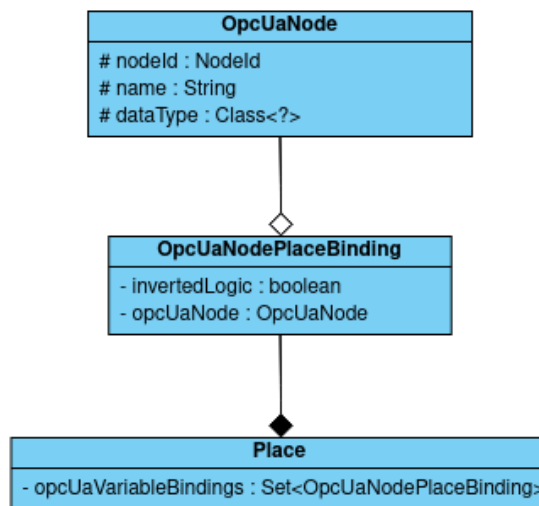 OpcUaNode
# nodeId : NodeId
# name : String
# dataType : Class<?>
OpcUaNodePlaceBinding
- invertedLogic : boolean
- opcUaNode : OpcUaNode
Place
- opcUaVariableBindings : Set<OpcUaNodePlaceBinding>